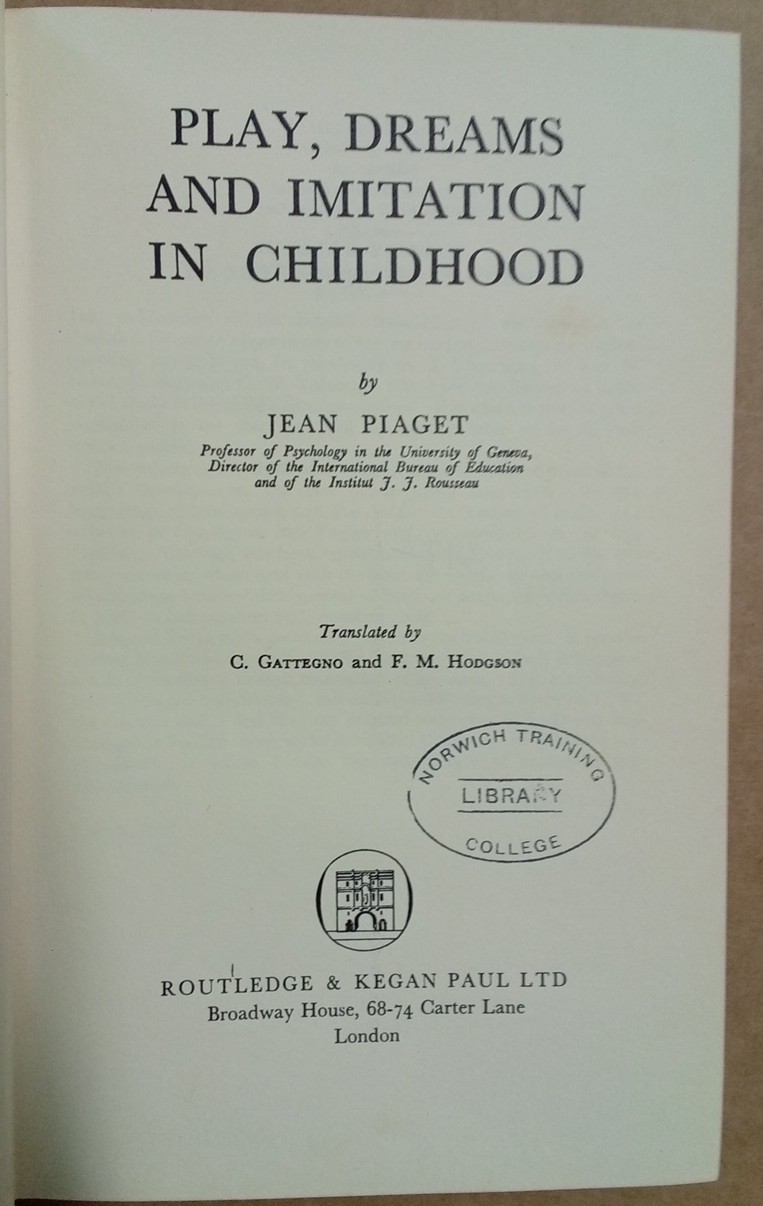 PLAY, DREAMS
AND IMITATION
IN CHILDHOOD
by
JEAN PIAGET
Professor of Psychology in the University of Geneva,
Director of the International Bureau of Education
and of the Institut J. J. Rousseau
Translated by
C. GATTEGNO and F. M. HODGSON
NORWICH TRAINING
LIBRARY
COLLEGE
ROUTLEDGE & KEGAN PAUL LTD
Broadway House, 68-74 Carter Lane
London